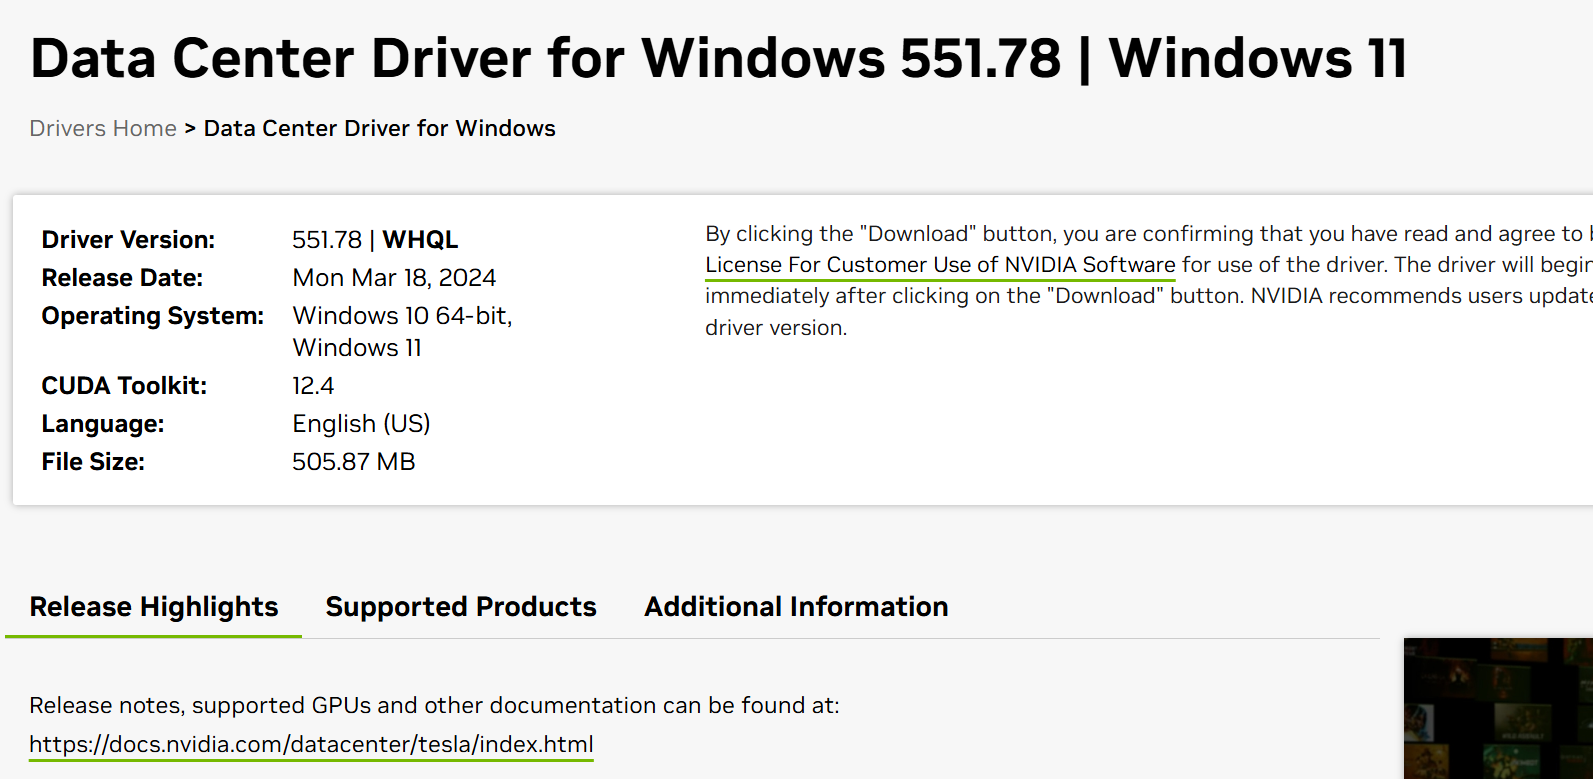 Data Center Driver for Windows 551.78 | Windows 11
Drivers Home > Data Center Driver for Windows
Driver Version: 551.78 | WHQL
Release Date: Mon Mar 18, 2024
Operating System: Windows 10 64-bit,
Windows 11
CUDA Toolkit: 12.4
Language: English (US)
File Size: 505.87 MB
By clicking the "Download" button, you are confirming that you have read and agree to
License For Customer Use of NVIDIA Software for use of the driver. The driver will begin
immediately after clicking on the "Download" button. NVIDIA recommends users update
driver version.
Release Highlights
Supported Products
Additional Information
Release notes, supported GPUs and other documentation can be found at:
https://docs.nvidia.com/datacenter/tesla/index.html